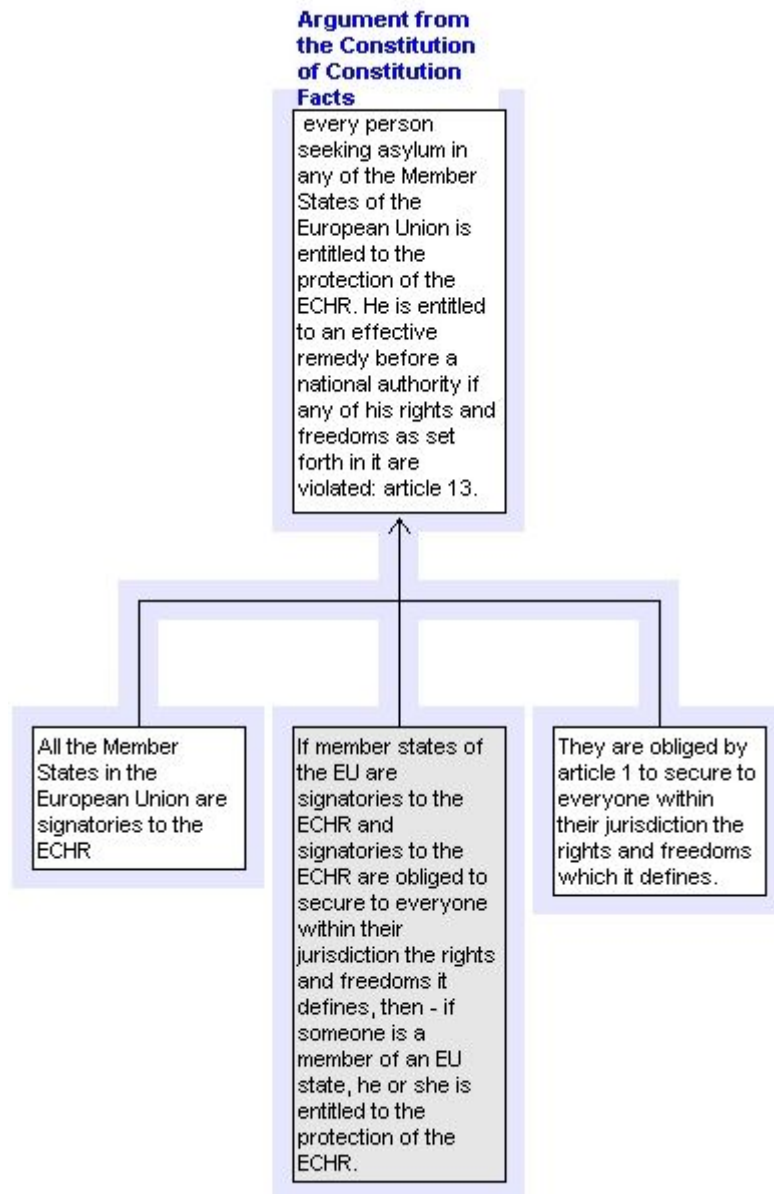 Argument from
the Constitution
of Constitution
Facts
every person
seeking asylum in
any of the Member
States of the
European Union is
entitled to the
protection of the
ECHR. He is entitled
to an effective
remedy before a
national authority if
any of his rights and
freedoms as set
forth in it are
violated: article 13.
All the Member
States in the
European Union are
signatories to the
ECHR
If member states of
the EU are
signatories to the
ECHR and
signatories to the
ECHR are obliged to
secure to everyone
within their
jurisdiction the rights
and freedoms it
defines, then - if
someone is a
member of an EU
state, he or she is
entitled to the
protection of the
ECHR.
They are obliged by
article 1 to secure to
everyone within
their jurisdiction the
rights and freedoms
which it defines.